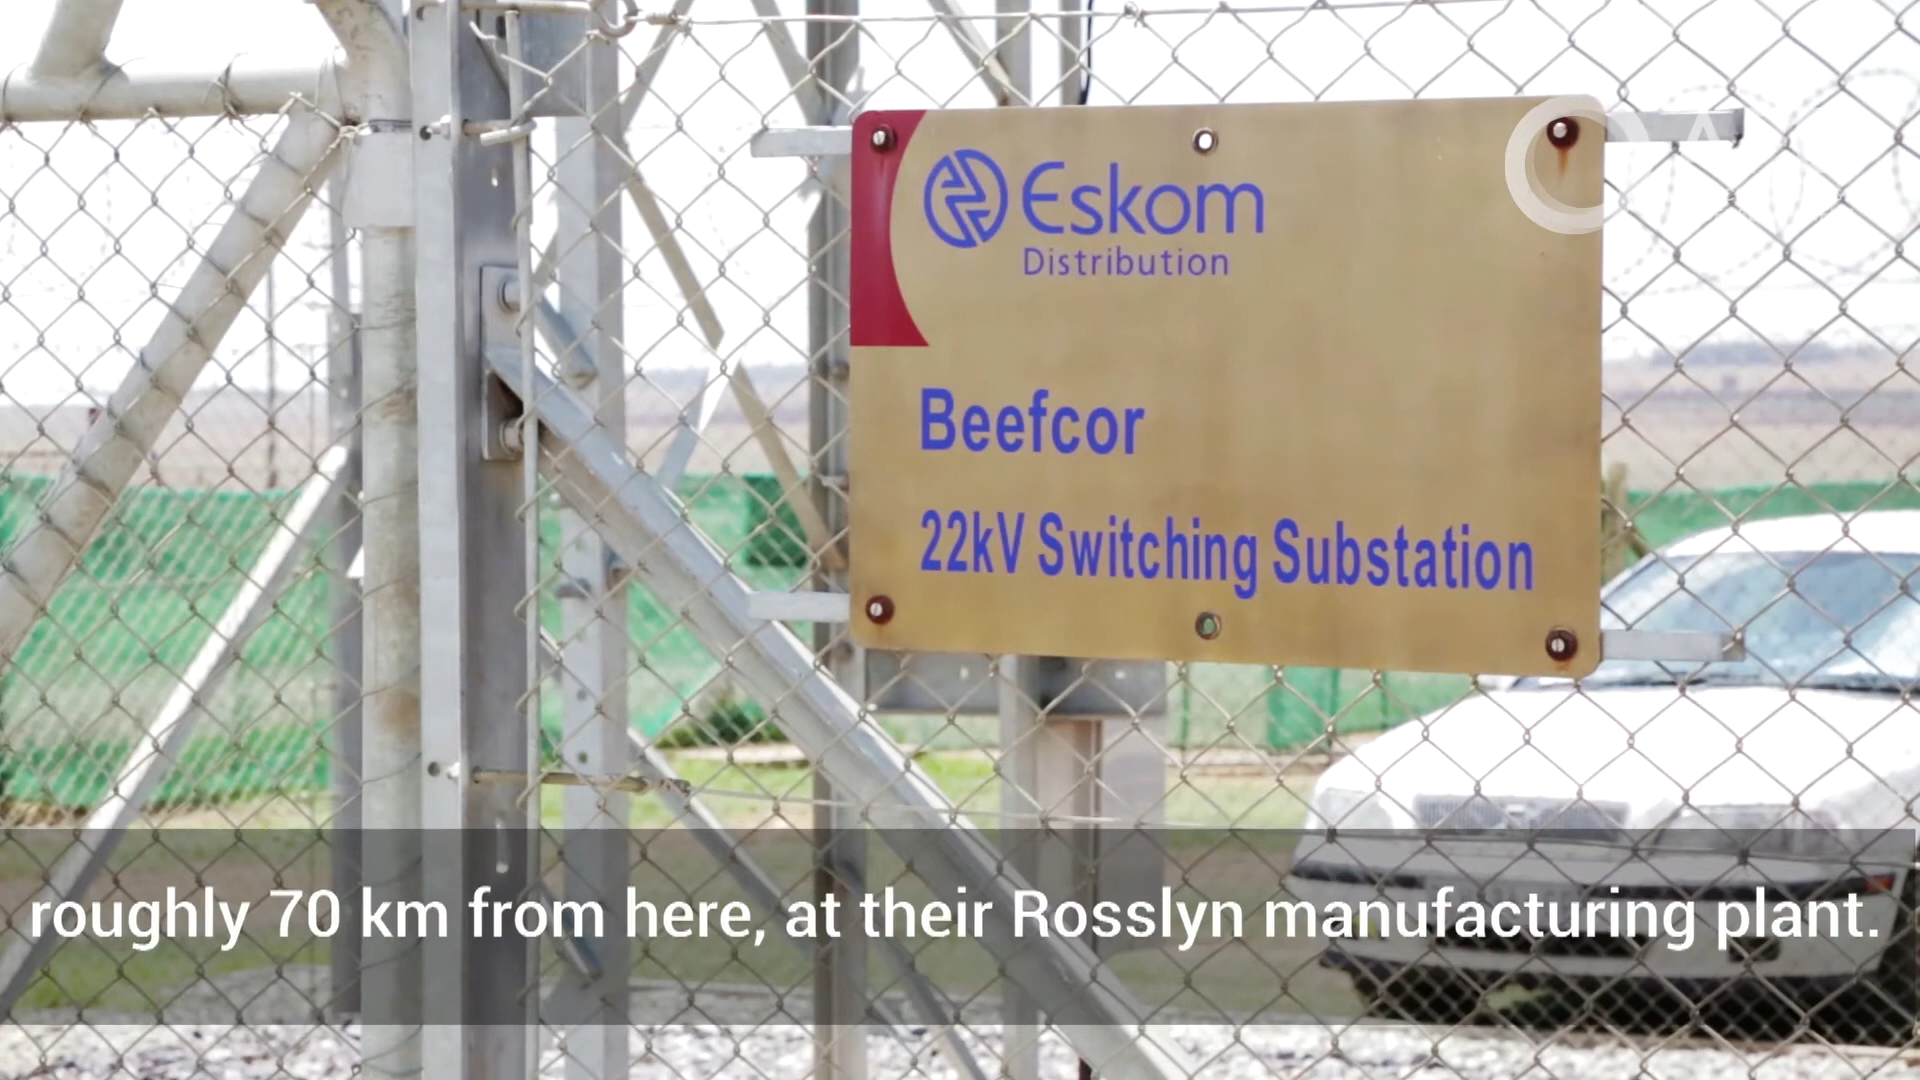 Eskom
Distribution
Beefcor
22kV Switching Substation
roughly 70 km from here, at their Rosslyn manufacturing plant.